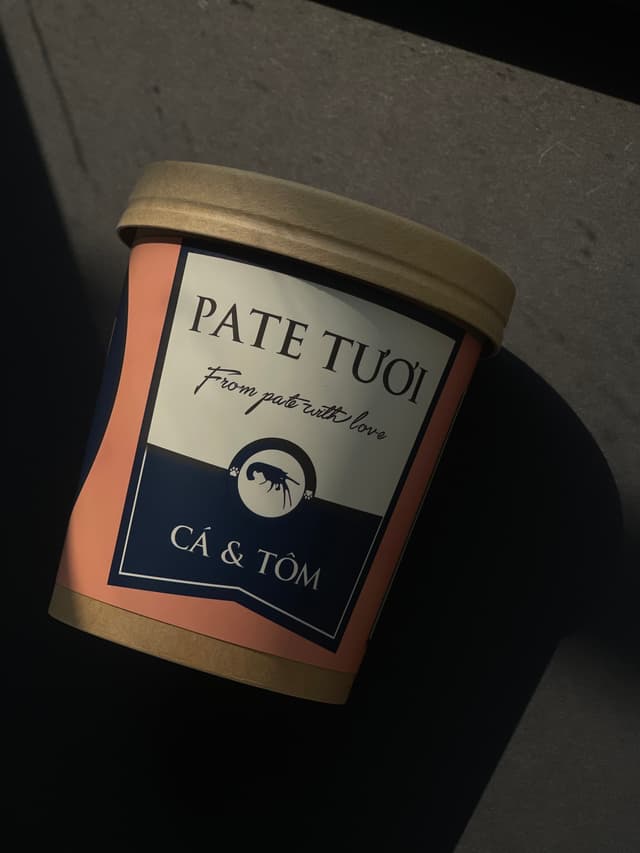 PATE TƯƠI
From pate with love
CÁ & TÔM